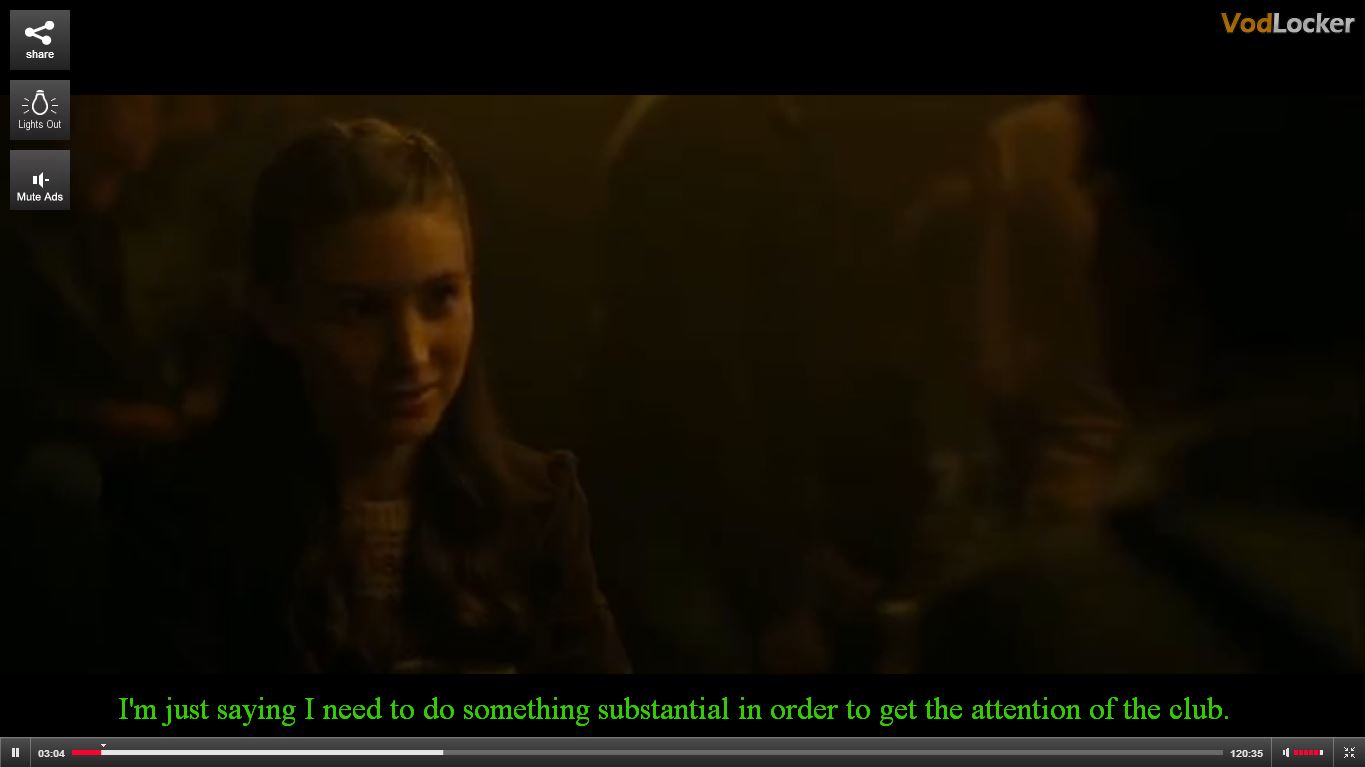 share
VodLocker
Lights Out
Mute Ads
I'm just saying I need to do something substantial in order to get the attention of the club.
03:04
120:35